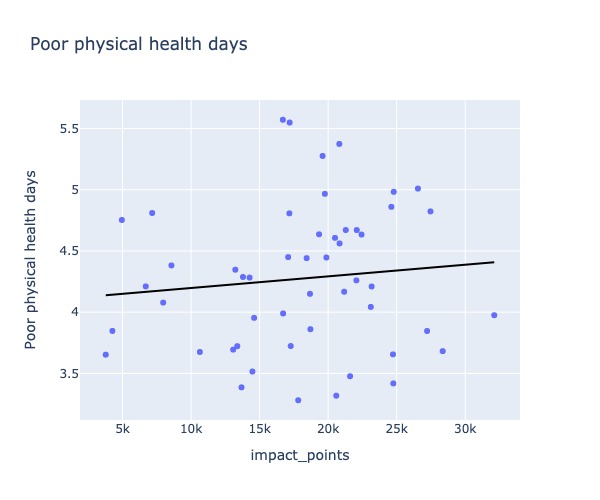 Poor physical health days
5.5
5
4.5
4
3.5
Poor physical health days
5k
10k
15k
20k
25k
30k
impact_points